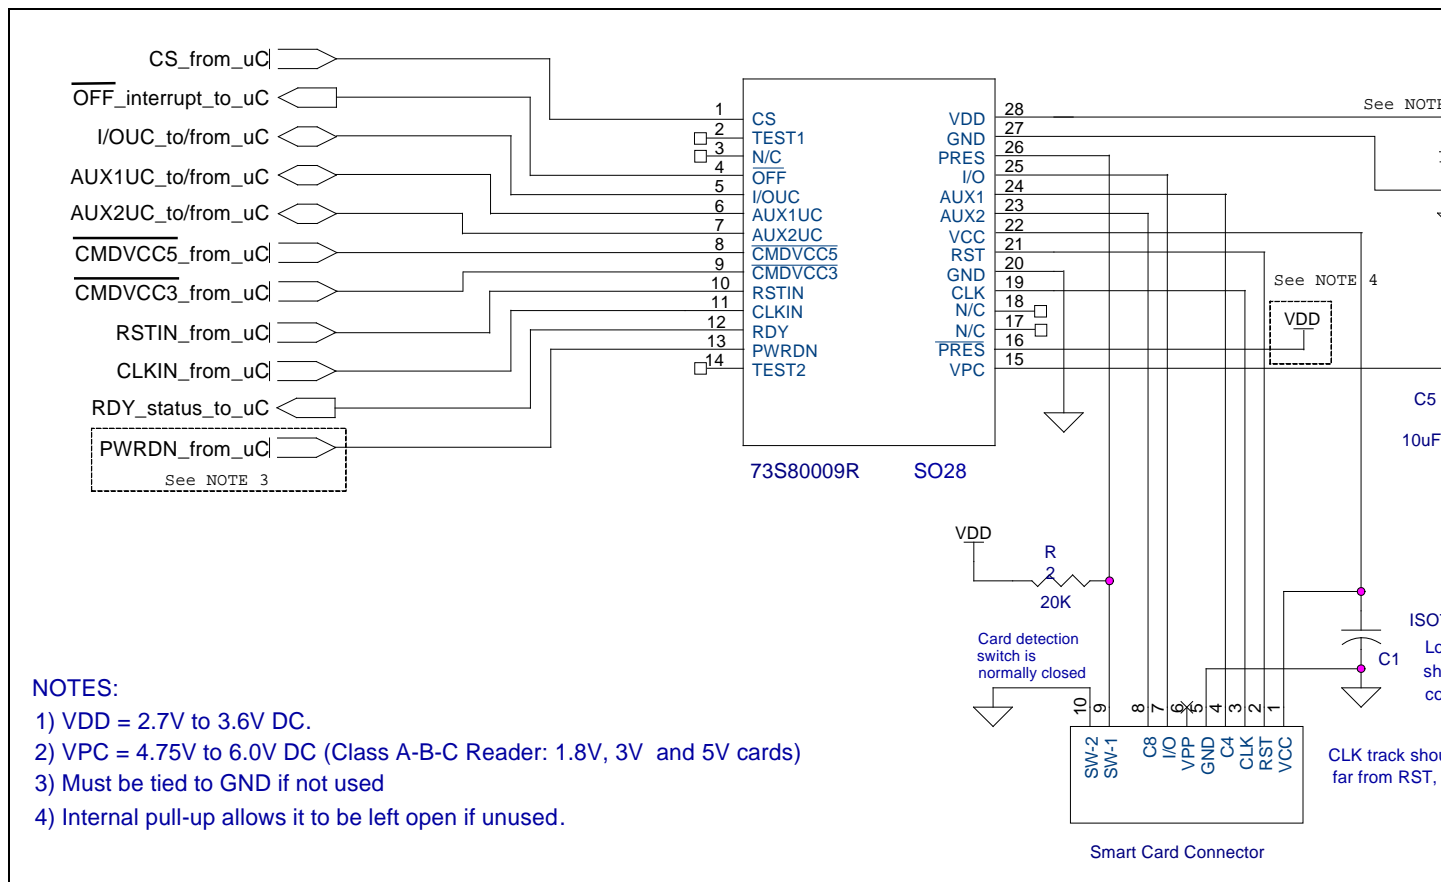 CS_from_uC
OFF_interrupt_to_uC
I/OUC_to/from_uC
AUX1UC_to/from_uC
AUX2UC_to/from_uC
CMDVCC5_from_uC
CMDVCC3_from_uC
RSTIN_from_uC
CLKIN_from_uC
RDY_status_to_uC
PWRDN_from_uC
See NOTE 3
1 CS
2 TEST1
3 N/C
4 OFF
5 I/OUC
6 AUX1UC
7 AUX2UC
8 CMDVCC5
9 CMDVCC3
10 RSTIN
11 CLKIN
12 RDY
13 PWRDN
14 TEST2
VDD 28
GND 27
PRES 26
I/O 25
AUX1 24
AUX2 23
VCC 22
RST 21
GND 20
CLK 19
N/C 18
N/C 17
PRES 16
VPC 15
73S80009R SO28
See NOTE
See NOTE 4
VDD
C5
10uF
VDD
R
2
20K
Card detection
switch is
normally closed
C1
10 9 8 7 6 5 4 3 2 1
SW-2 SW-1 C8 I/O VPP GND C4 CLK RST VCC
Smart Card Connector
CLK track
far from RST,
NOTES:
1) VDD = 2.7V to 3.6V DC.
2) VPC = 4.75V to 6.0V DC (Class A-B-C Reader: 1.8V, 3V and 5V cards)
3) Must be tied to GND if not used
4) Internal pull-up allows it to be left open if unused.